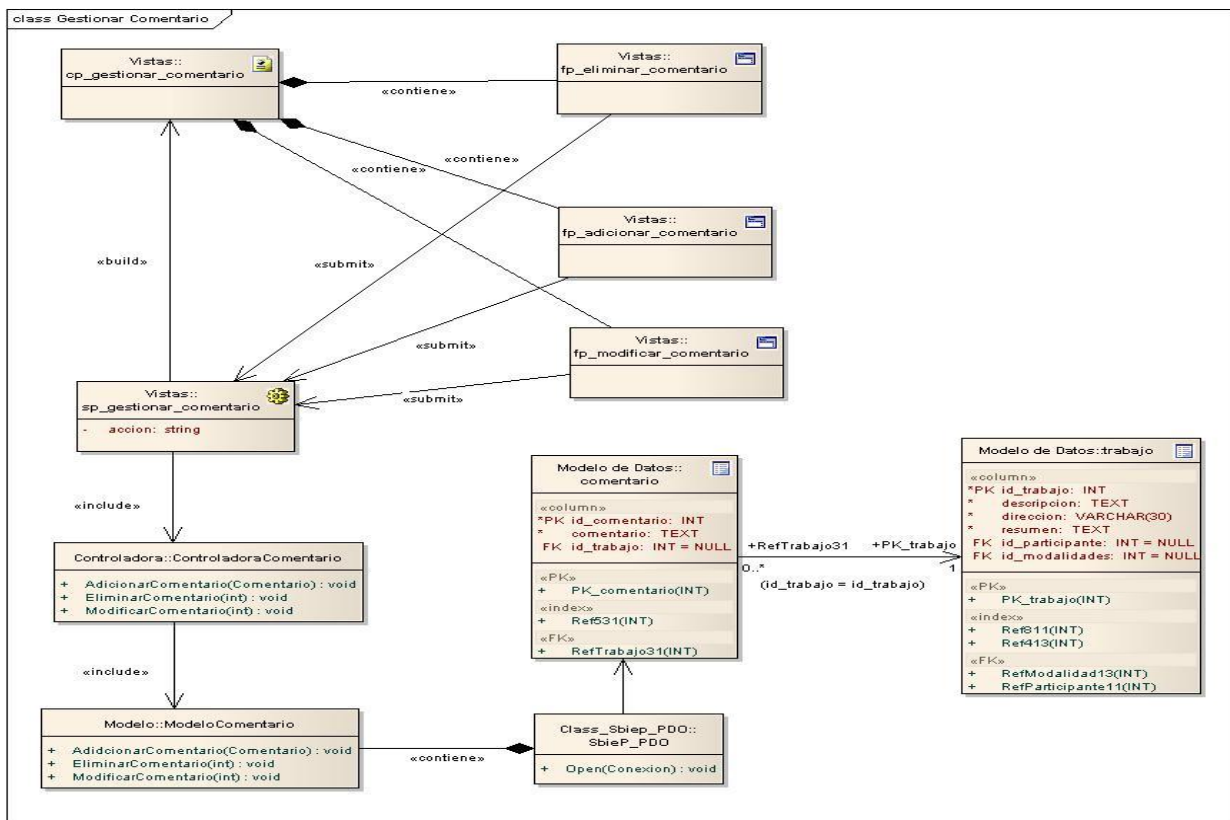 class Gestionar Comentario
Vistas::
cp_gestionar_comentario
Vistas::
fp_eliminar_comentario
«contiene»
«contiene»
«contiene»
Vistas::
fp_adicionar_comentario
«build»
«submit»
Vistas::
fp_modificar_comentario
«submit»
«submit»
Vistas::
sp_gestionar_comentario
- accion: string
«include»
Controladora::ControladoraComentario
+ AdicionarComentario(Comentario) : void
+ EliminarComentario(int) : void
+ ModificarComentario(int) : void
«include»
Modelo::ModeloComentario
+ AdidcionarComentario(Comentario) : void
+ EliminarComentario(int) : void
+ ModificarComentario(int) : void
«contiene»
Class_Sbiep_PDO::
SbieP_PDO
+ Open(Conexion) : void
Modelo de Datos::
comentario
«column»
*PK id_comentario: INT
* comentario: TEXT
FK id_trabajo: INT = NULL
«PK»
+ PK_comentario(INT)
«index»
+ Ref531(INT)
«FK»
+ RefTrabajo31(INT)
+RefTrabajo31 +PK_trabajo
0..* 1
(id_trabajo = id_trabajo)
Modelo de Datos::trabajo
«column»
*PK id_trabajo: INT
* descripcion: TEXT
* direccion: VARCHAR(30)
* resumen: TEXT
FK id_participante: INT = NULL
FK id_modalidades: INT = NULL
«PK»
+ PK_trabajo(INT)
«index»
+ Ref811(INT)
+ Ref413(INT)
«FK»
+ RefModalidad13(INT)
+ RefParticipante11(INT)